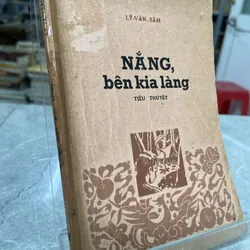 LÝ-VĂN-SÂM
NẮNG,
bên kia làng
TIỂU THUYẾT